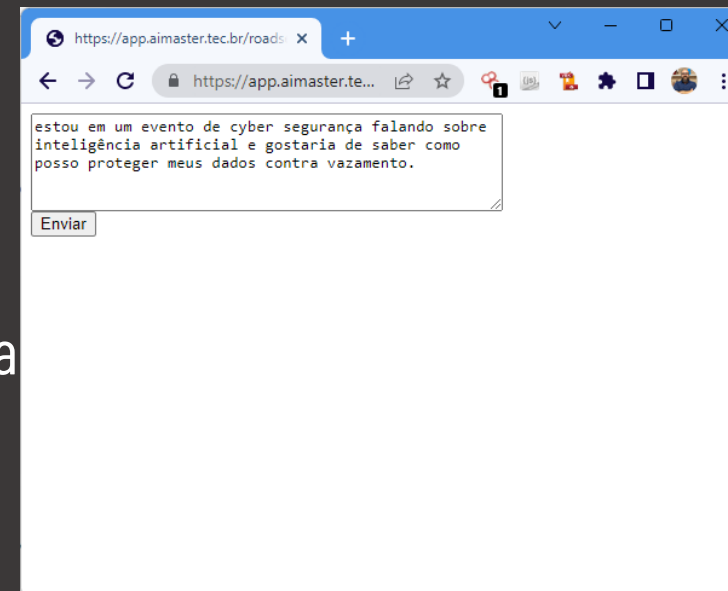 https://app.aimaster.tec.br/roads
https://app.aimaster.te...
1
estou em um evento de cyber segurança falando sobre
inteligência artificial e gostaria de saber como
posso proteger meus dados contra vazamento.
Enviar
a